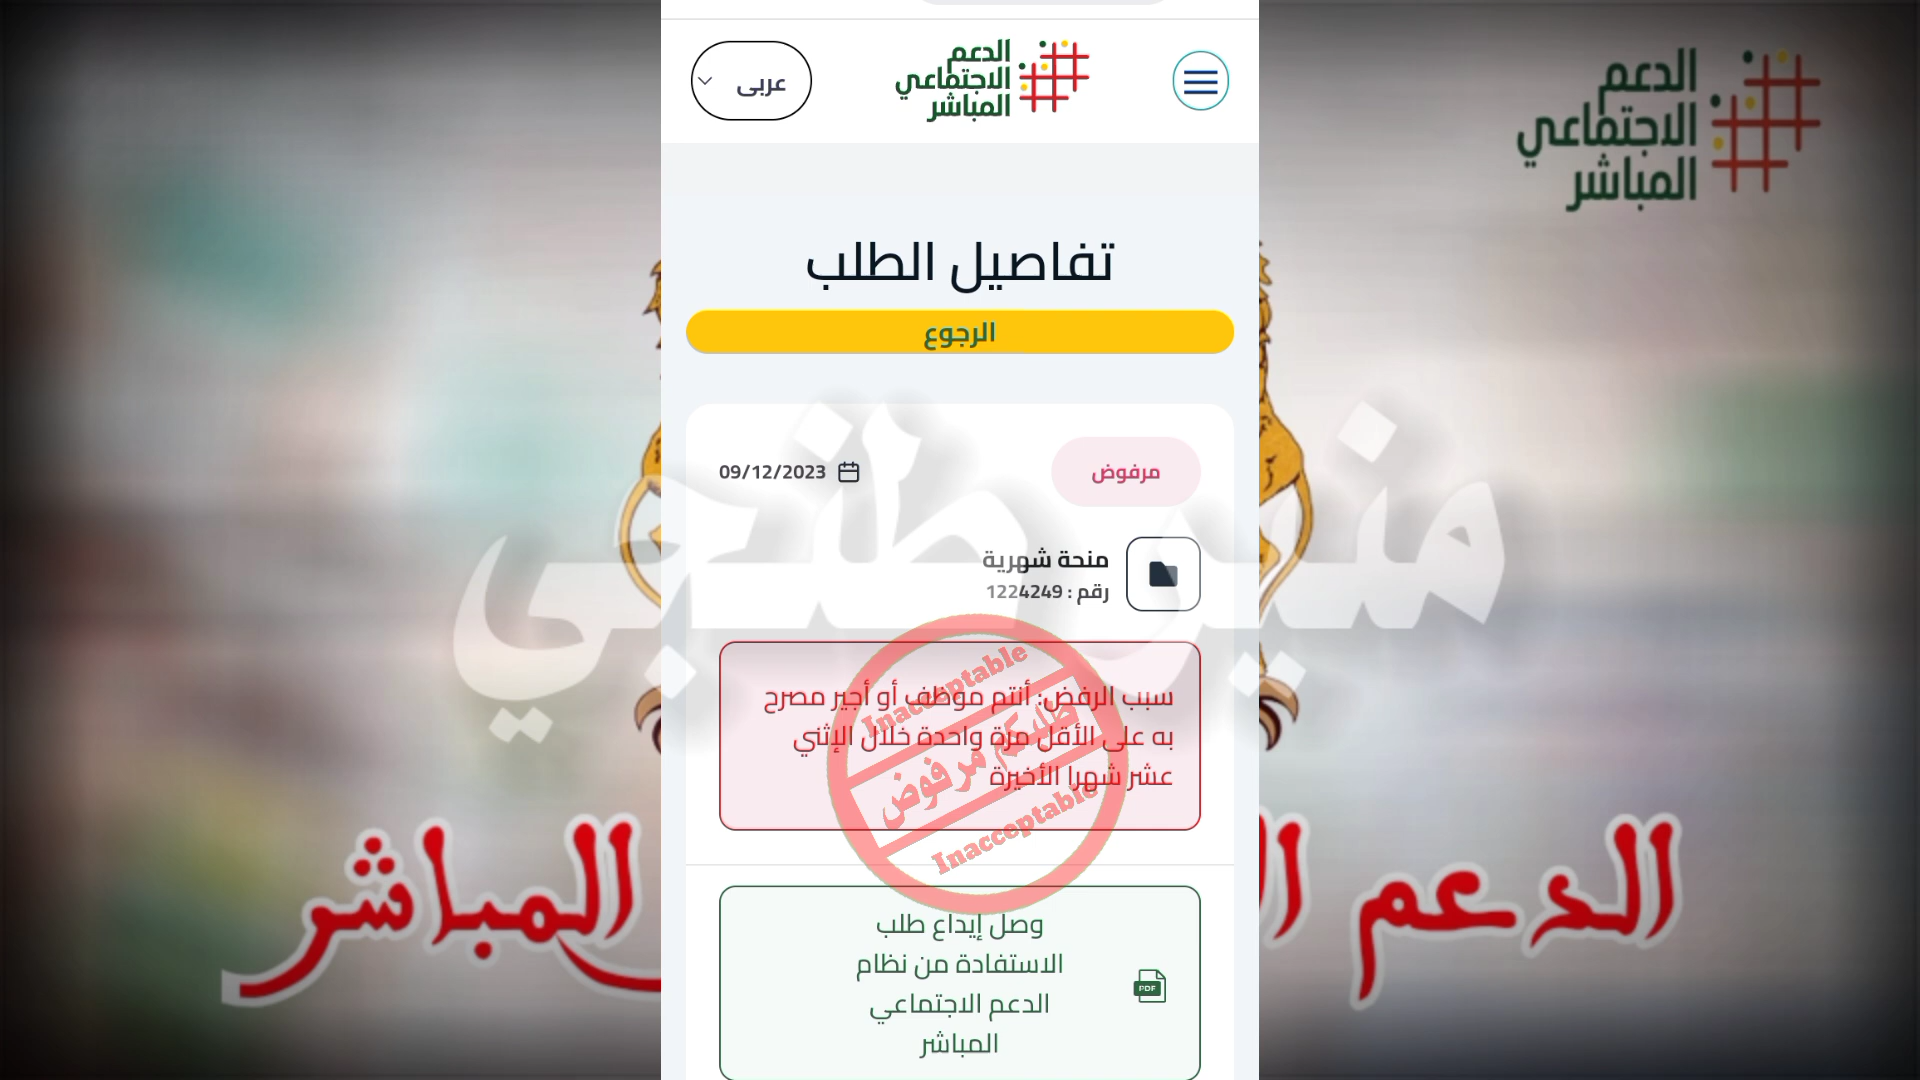 عربى
الدعم
الاجتماعي
المباشر
الدعم
الاجتماعي
المباشر
تفاصيل الطلب
الرجوع
مرفوض
09/12/2023
منحة شهرية
رقم : 1224249
منير طنجي
سبب الرفض: أنتم موظف أو أجير مصرح
به على الأقل مرة واحدة خلال الإثني
عشر شهرا الأخيرة
Inacceptable
طلبكم مرفوض
Inacceptable
وصل إيداع طلب
الاستفادة من نظام
الدعم الاجتماعي
المباشر
PDF
الدعم المباشر